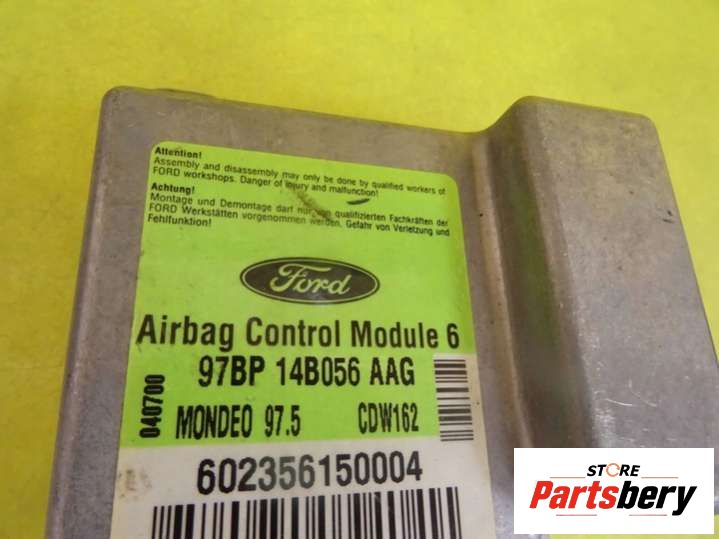 Attention!
Assembly and disassembly may only be done by qualified workers of
FORD workshops. Danger of injury and malfunction!
Achtung!
Montage und Demontage darf nur von qualifizierten Fachkräften der
FORD Werkstätten vorgenommen werden. Gefahr von Verletzung und
Fehlfunktion!
Ford
Airbag Control Module 6
97BP 14B056 AAG
040700
MONDEO 97.5 CDW162
602356150004
STORE
Partsbery